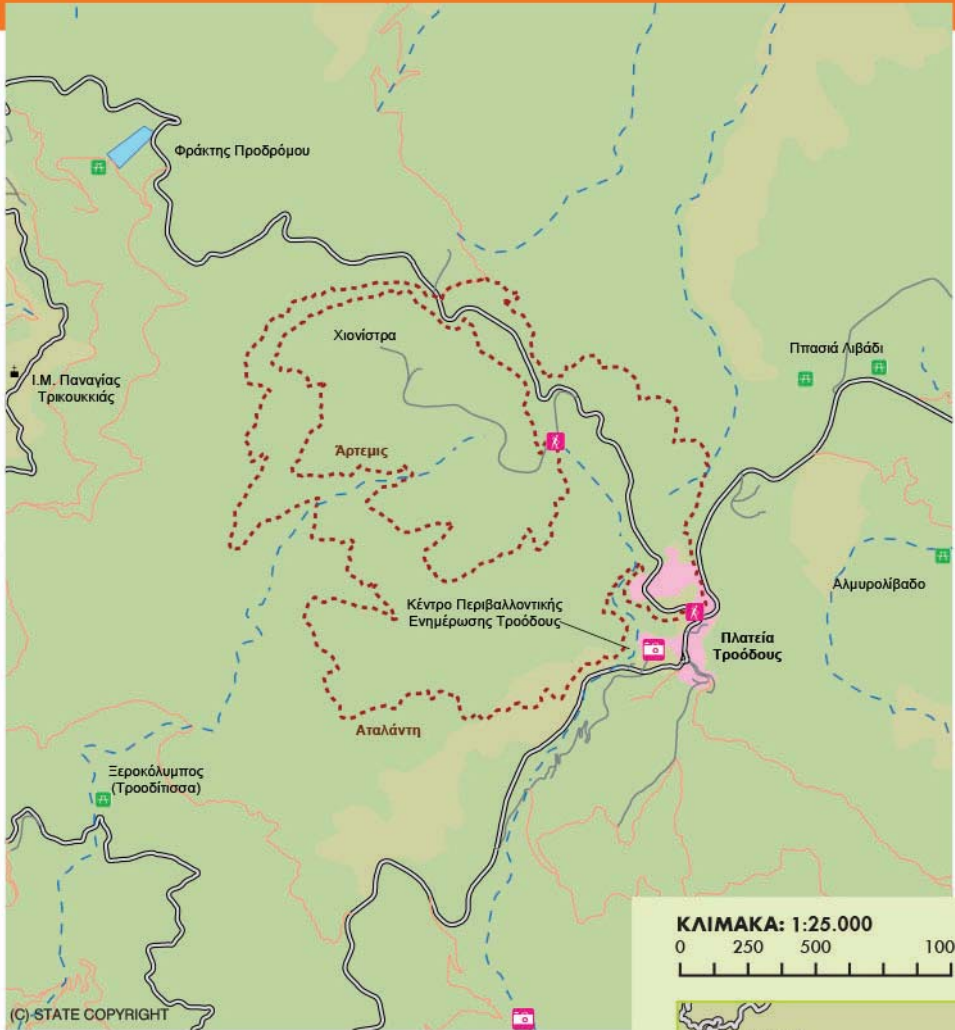 Φράκτης Προδρόμου
Χιονίστρα
Ππασιά Λιβάδι
Ι.Μ. Παναγίας
Τρικουκκιάς
Άρτεμις
Αλμυρολίβαδο
Κέντρο Περιβαλλοντικής
Ενημέρωσης Τροόδους
Πλατεία
Τροόδους
Αταλάντη
Ξεροκόλυμπος
(Τροοδίτισσα)
ΚΛΙΜΑΚΑ: 1:25.000
0 250 500 100
(C) STATE COPYRIGHT